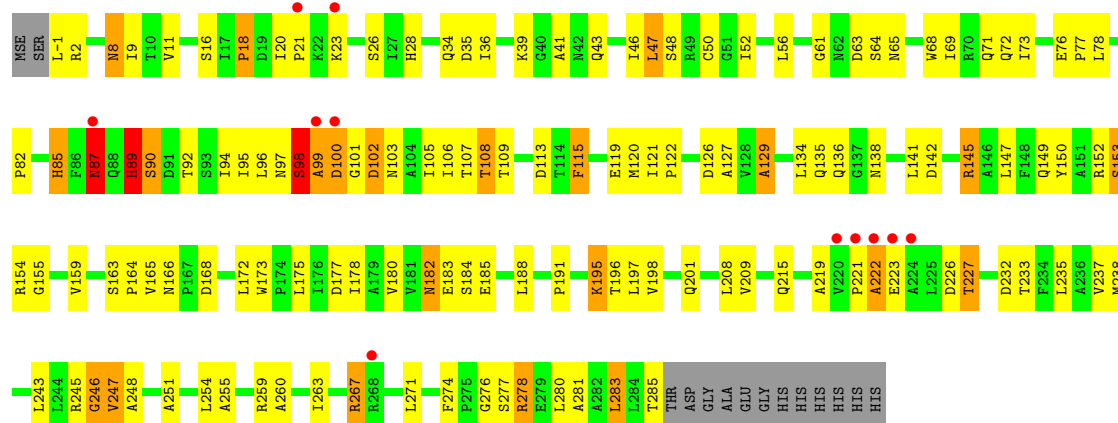 MSE SER L-1 R2 N8 I9 T10 V11 S16 I17 P18 D19 I20 P21 K22 K23 S26 I27 H28 Q34 D35 I36 K39 G40 A41 N42 Q43 I46 L47 S48 R49 C50 G51 I52 L56 G61 N62 D63 S64 N65 W68 I69 R70 Q71 Q72 I73 E76 P77 L78
P82 H85 F86 N87 Q88 H89 S90 D91 T92 S93 I94 I95 L96 N97 S98 A99 D100 G101 D102 N103 A104 I105 I106 T107 T108 T109 D113 T114 F115 E119 M120 I121 P122 D126 A127 V128 A129 L134 Q135 Q136 G137 N138 L141 D142 R145 A146 L147 F148 Q149 Y150 A151 R152 S153
R154 G155 V159 S163 P164 V165 N166 P167 D168 L172 W173 P174 L175 I176 D177 I178 A179 V180 V181 N182 E183 S184 E185 L188 P191 K195 T196 L197 V198 Q201 L208 V209 Q215 A219 V220 P221 A222 E223 A224 L225 D226 T227 D232 T233 F234 L235 A236 V237 M238
L243 L244 R245 G246 V247 A248 A251 L254 A255 R259 A260 I263 R267 R268 L271 F274 P275 G276 S277 R278 E279 L280 A281 A282 L283 L284 T285 THR ASP GLY ALA GLU GLY HIS HIS HIS HIS HIS HIS